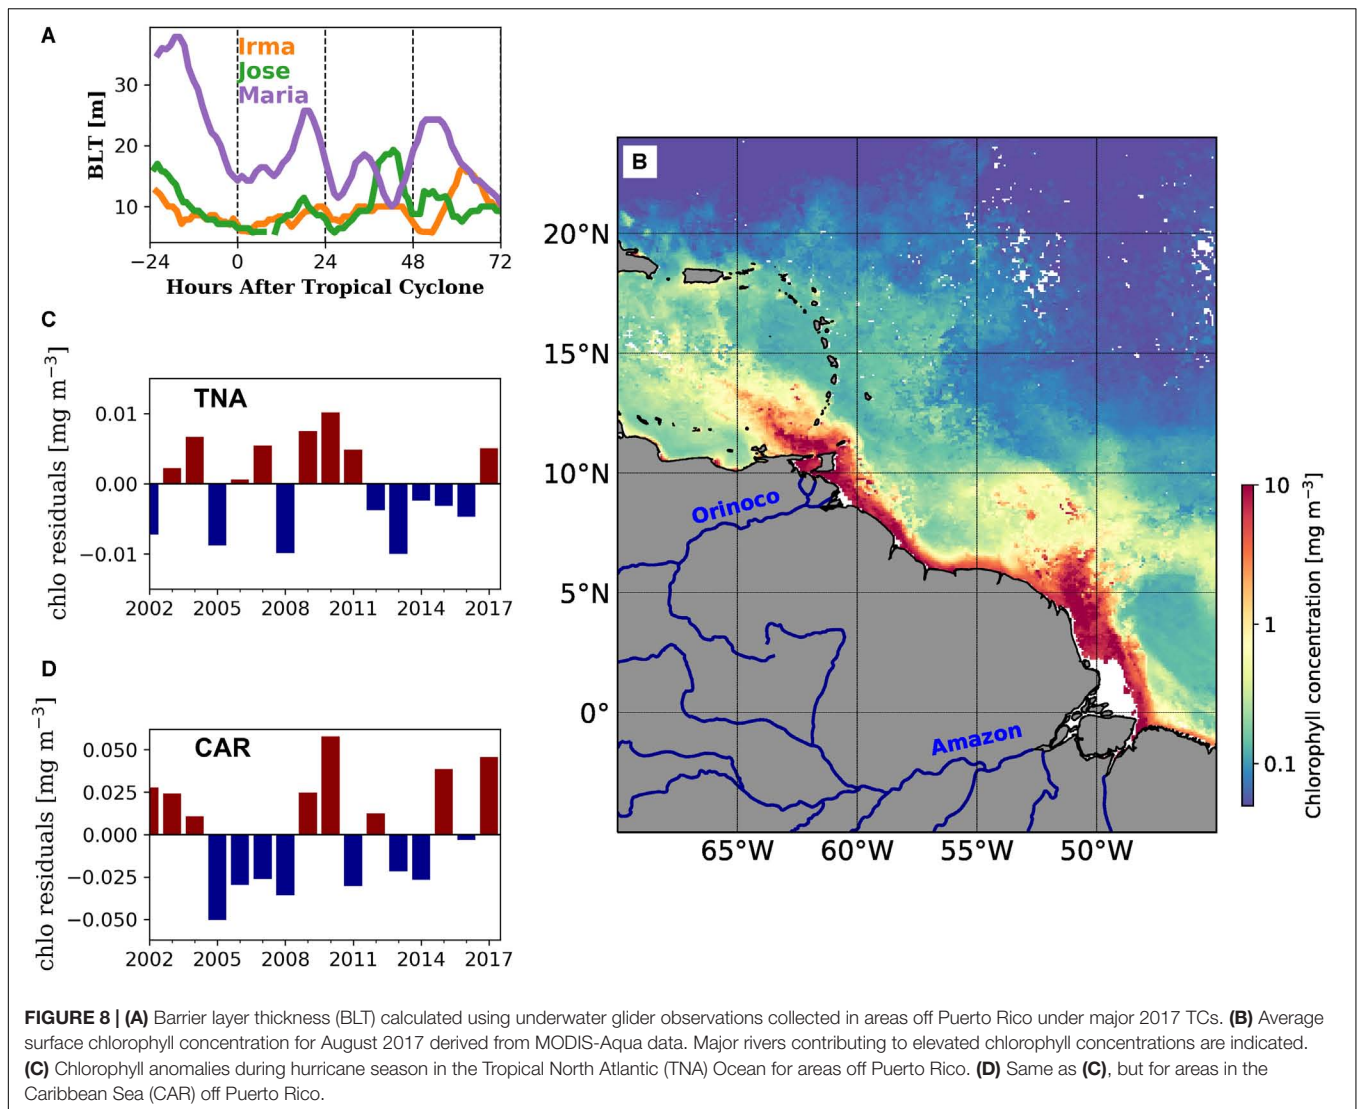 A
Irma
Jose
Maria
BLT [m]
30
20
10
−24 0 24 48 72
Hours After Tropical Cyclone
B
20°N
15°N
10°N
5°N
0°
65°W 60°W 55°W 50°W
Orinoco
Amazon
10
1
0.1
Chlorophyll concentration [mg m⁻³]
C
TNA
chlo residuals [mg m⁻³]
0.01
0.00
−0.01
2002 2005 2008 2011 2014 2017
D
CAR
chlo residuals [mg m⁻³]
0.050
0.025
0.000
−0.025
−0.050
2002 2005 2008 2011 2014 2017
FIGURE 8 | (A) Barrier layer thickness (BLT) calculated using underwater glider observations collected in areas off Puerto Rico under major 2017 TCs. (B) Average
surface chlorophyll concentration for August 2017 derived from MODIS-Aqua data. Major rivers contributing to elevated chlorophyll concentrations are indicated.
(C) Chlorophyll anomalies during hurricane season in the Tropical North Atlantic (TNA) Ocean for areas off Puerto Rico. (D) Same as (C), but for areas in the
Caribbean Sea (CAR) off Puerto Rico.